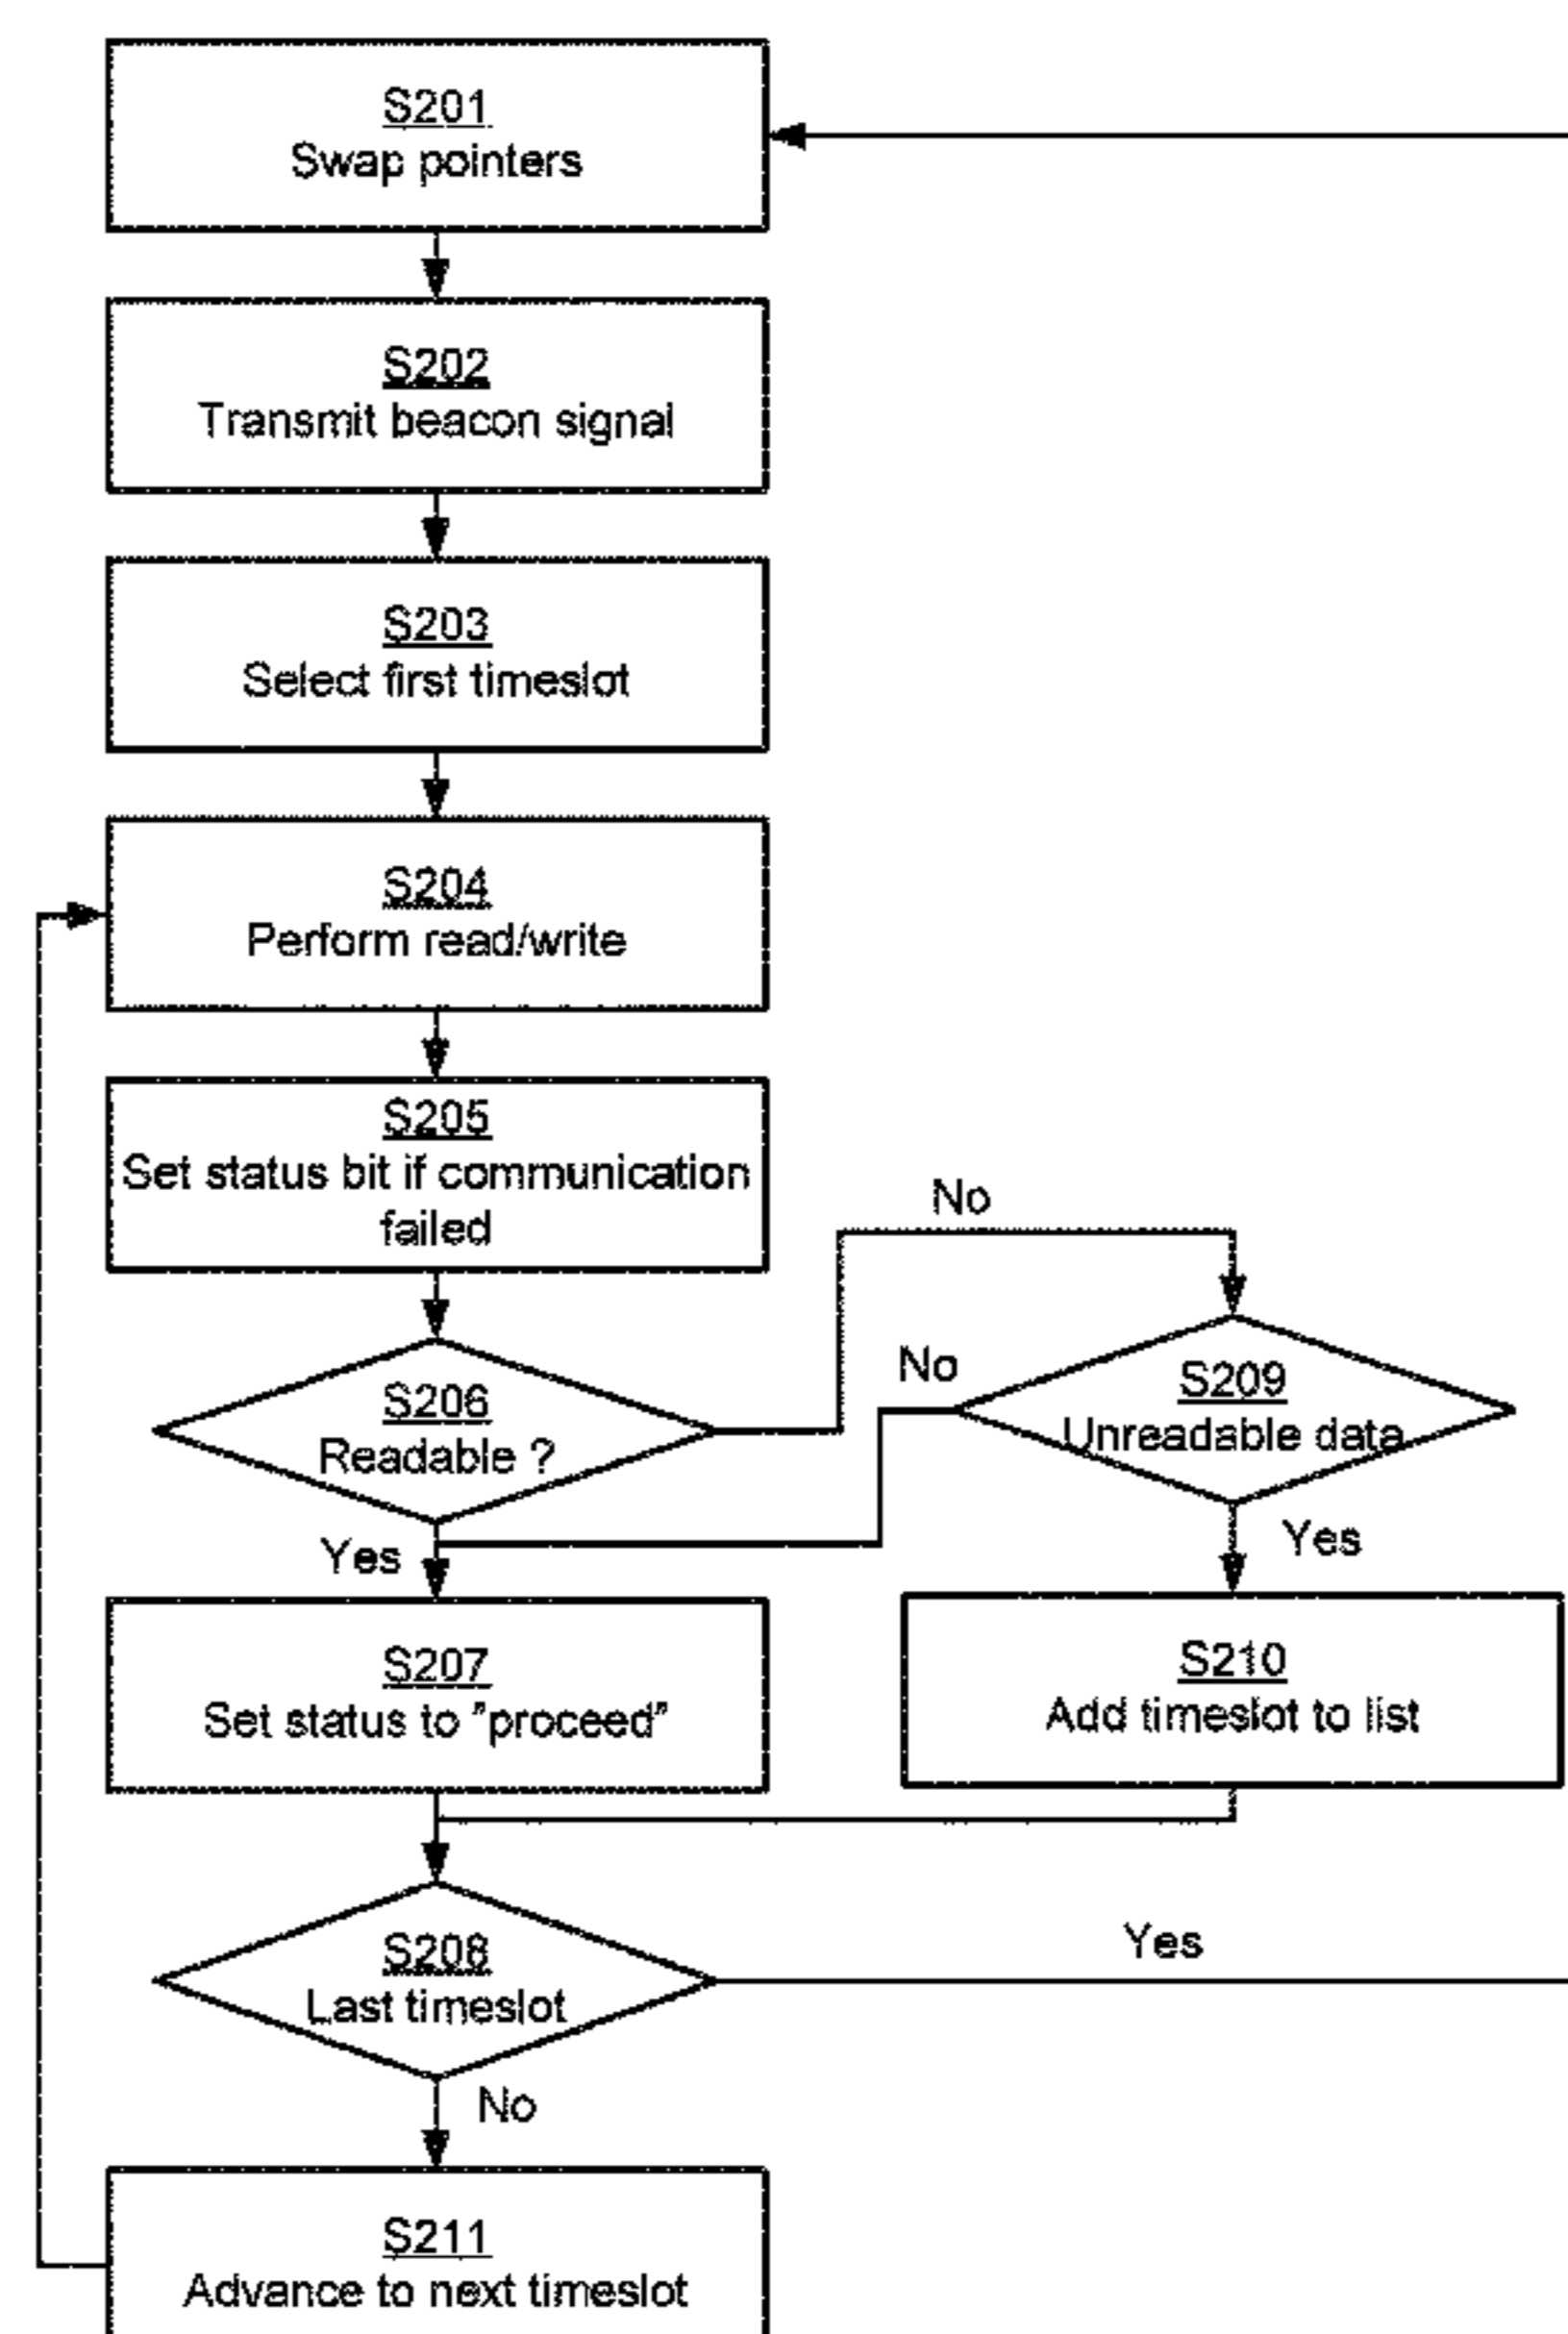 S201
Swap pointers
S202
Transmit beacon signal
S203
Select first timeslot
S204
Perform read/write
S205
Set status bit if communication
failed
No
S206
Readable ?
No
S209
Unreadable data
Yes
Yes
S207
Set status to "proceed"
S210
Add timeslot to list
S208
Last timeslot
Yes
No
S211
Advance to next timeslot